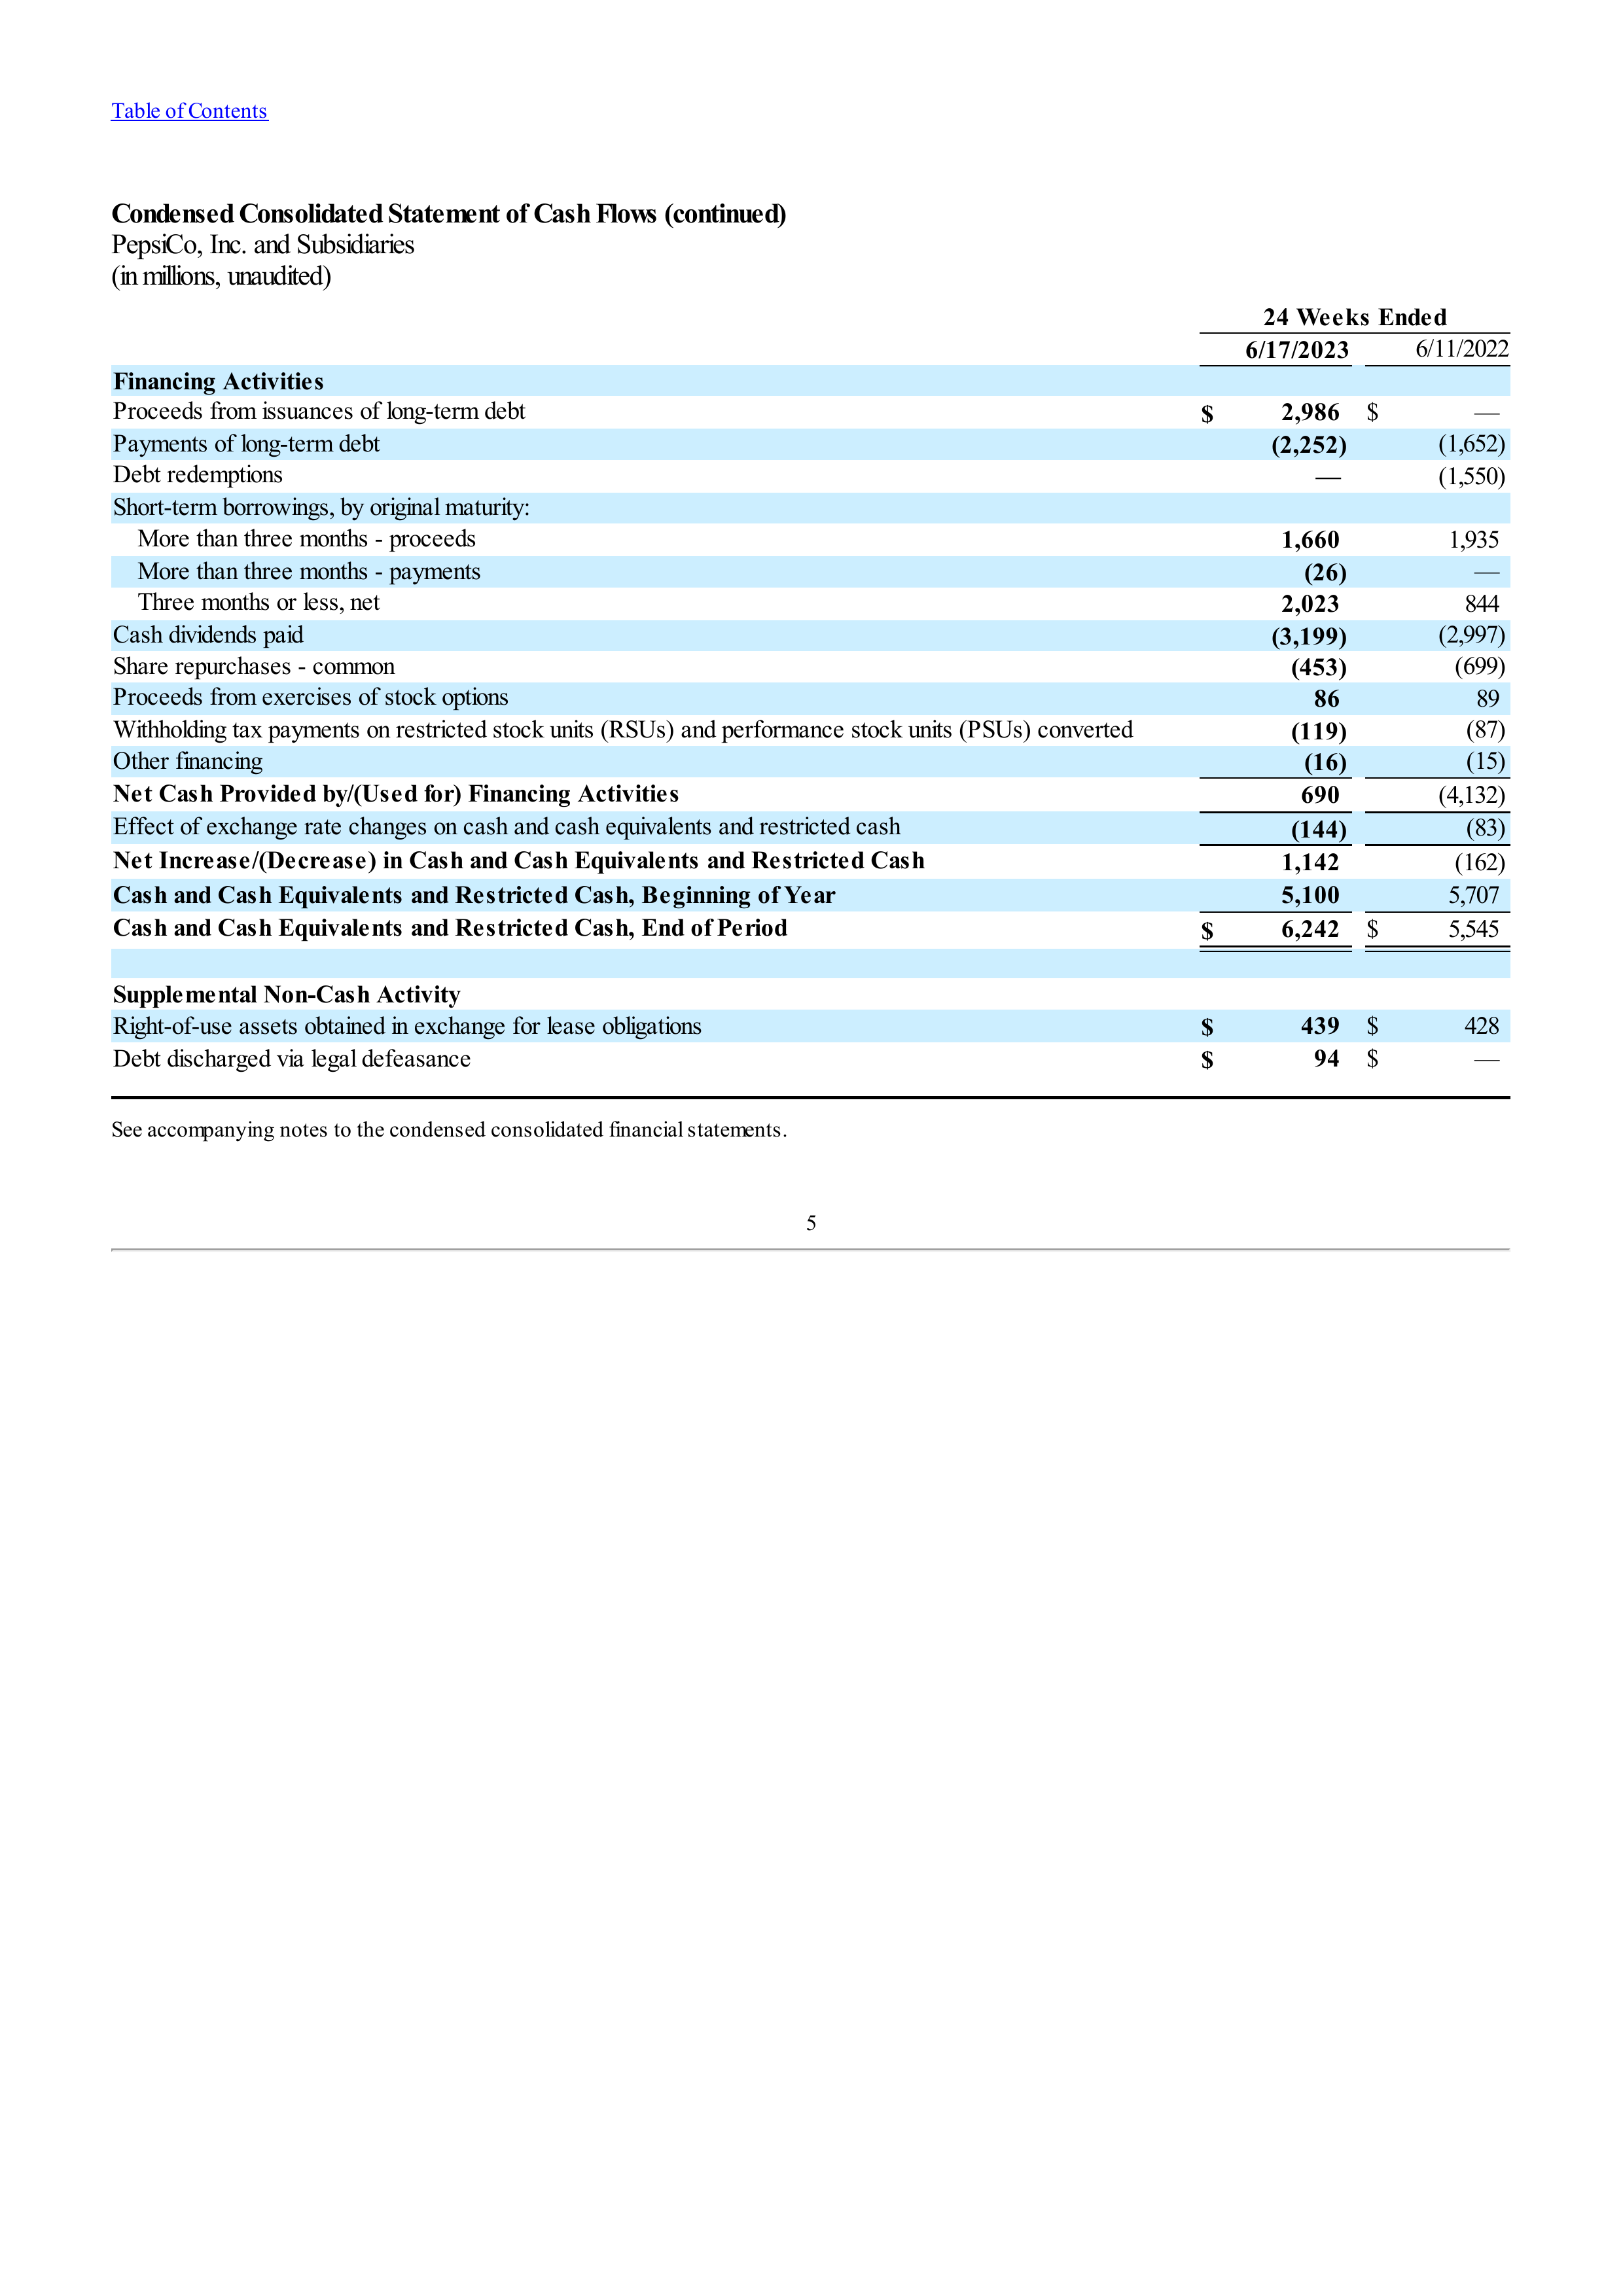 Table of Contents
Condensed Consolidated Statement of Cash Flows (continued)
PepsiCo, Inc. and Subsidiaries
(in millions, unaudited)
24 Weeks Ended
6/17/2023 6/11/2022
Financing Activities
Proceeds from issuances of long-term debt $ 2,986 $ —
Payments of long-term debt (2,252) (1,652)
Debt redemptions — (1,550)
Short-term borrowings, by original maturity:
More than three months - proceeds 1,660 1,935
More than three months - payments (26) —
Three months or less, net 2,023 844
Cash dividends paid (3,199) (2,997)
Share repurchases - common (453) (699)
Proceeds from exercises of stock options 86 89
Withholding tax payments on restricted stock units (RSUs) and performance stock units (PSUs) converted (119) (87)
Other financing (16) (15)
Net Cash Provided by/(Used for) Financing Activities 690 (4,132)
Effect of exchange rate changes on cash and cash equivalents and restricted cash (144) (83)
Net Increase/(Decrease) in Cash and Cash Equivalents and Restricted Cash 1,142 (162)
Cash and Cash Equivalents and Restricted Cash, Beginning of Year 5,100 5,707
Cash and Cash Equivalents and Restricted Cash, End of Period $ 6,242 $ 5,545
Supplemental Non-Cash Activity
Right-of-use assets obtained in exchange for lease obligations $ 439 $ 428
Debt discharged via legal defeasance $ 94 $ —
See accompanying notes to the condensed consolidated financial statements.
5